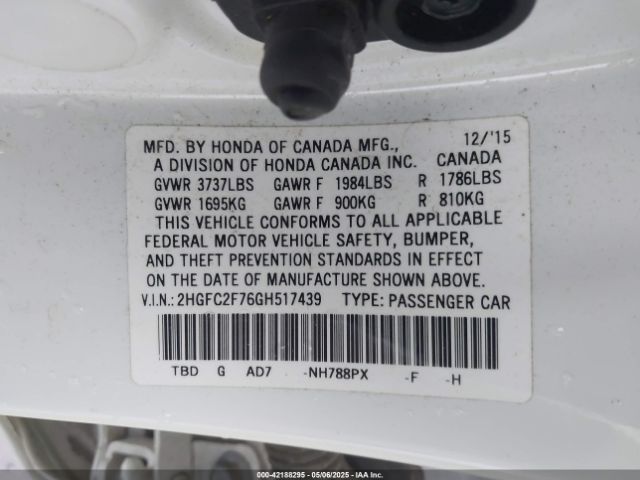 MFD. BY HONDA OF CANADA MFG., 12/'15
A DIVISION OF HONDA CANADA INC. CANADA
GVWR 3737LBS GAWR F 1984LBS R 1786LBS
GVWR 1695KG GAWR F 900KG R 810KG
THIS VEHICLE CONFORMS TO ALL APPLICABLE
FEDERAL MOTOR VEHICLE SAFETY, BUMPER,
AND THEFT PREVENTION STANDARDS IN EFFECT
ON THE DATE OF MANUFACTURE SHOWN ABOVE.
V.I.N.: 2HGFC2F76GH517439 TYPE: PASSENGER CAR
TBD G AD7 -NH788PX -F -H
000-42188295 - 05/06/2025 - IAA Inc.